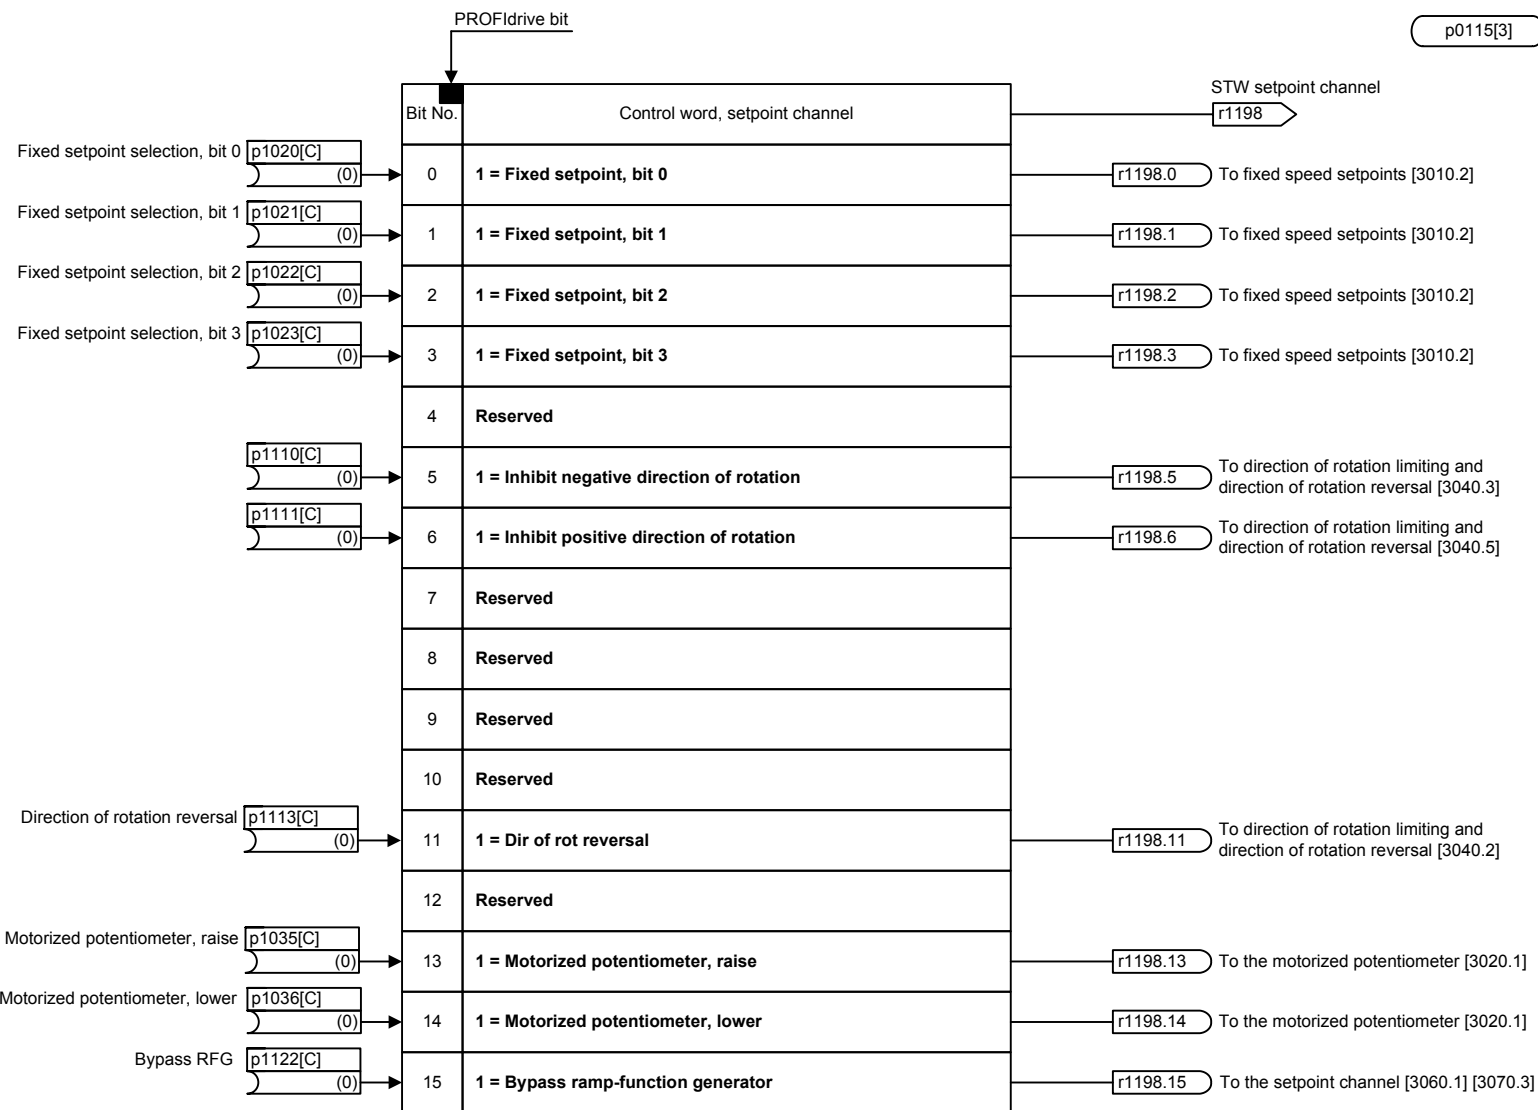 PROFIdrive bit
p0115[3]
STW setpoint channel
Bit No. Control word, setpoint channel r1198
Fixed setpoint selection, bit 0 p1020[C]
(0) 0 1 = Fixed setpoint, bit 0 r1198.0 To fixed speed setpoints [3010.2]
Fixed setpoint selection, bit 1 p1021[C]
(0) 1 1 = Fixed setpoint, bit 1 r1198.1 To fixed speed setpoints [3010.2]
Fixed setpoint selection, bit 2 p1022[C]
(0) 2 1 = Fixed setpoint, bit 2 r1198.2 To fixed speed setpoints [3010.2]
Fixed setpoint selection, bit 3 p1023[C]
(0) 3 1 = Fixed setpoint, bit 3 r1198.3 To fixed speed setpoints [3010.2]
4 Reserved
p1110[C]
(0) 5 1 = Inhibit negative direction of rotation r1198.5 To direction of rotation limiting and
direction of rotation reversal [3040.3]
p1111[C]
(0) 6 1 = Inhibit positive direction of rotation r1198.6 To direction of rotation limiting and
direction of rotation reversal [3040.5]
7 Reserved
8 Reserved
9 Reserved
10 Reserved
Direction of rotation reversal p1113[C]
(0) 11 1 = Dir of rot reversal r1198.11 To direction of rotation limiting and
direction of rotation reversal [3040.2]
12 Reserved
Motorized potentiometer, raise p1035[C]
(0) 13 1 = Motorized potentiometer, raise r1198.13 To the motorized potentiometer [3020.1]
Motorized potentiometer, lower p1036[C]
(0) 14 1 = Motorized potentiometer, lower r1198.14 To the motorized potentiometer [3020.1]
Bypass RFG p1122[C]
(0) 15 1 = Bypass ramp-function generator r1198.15 To the setpoint channel [3060.1] [3070.3]